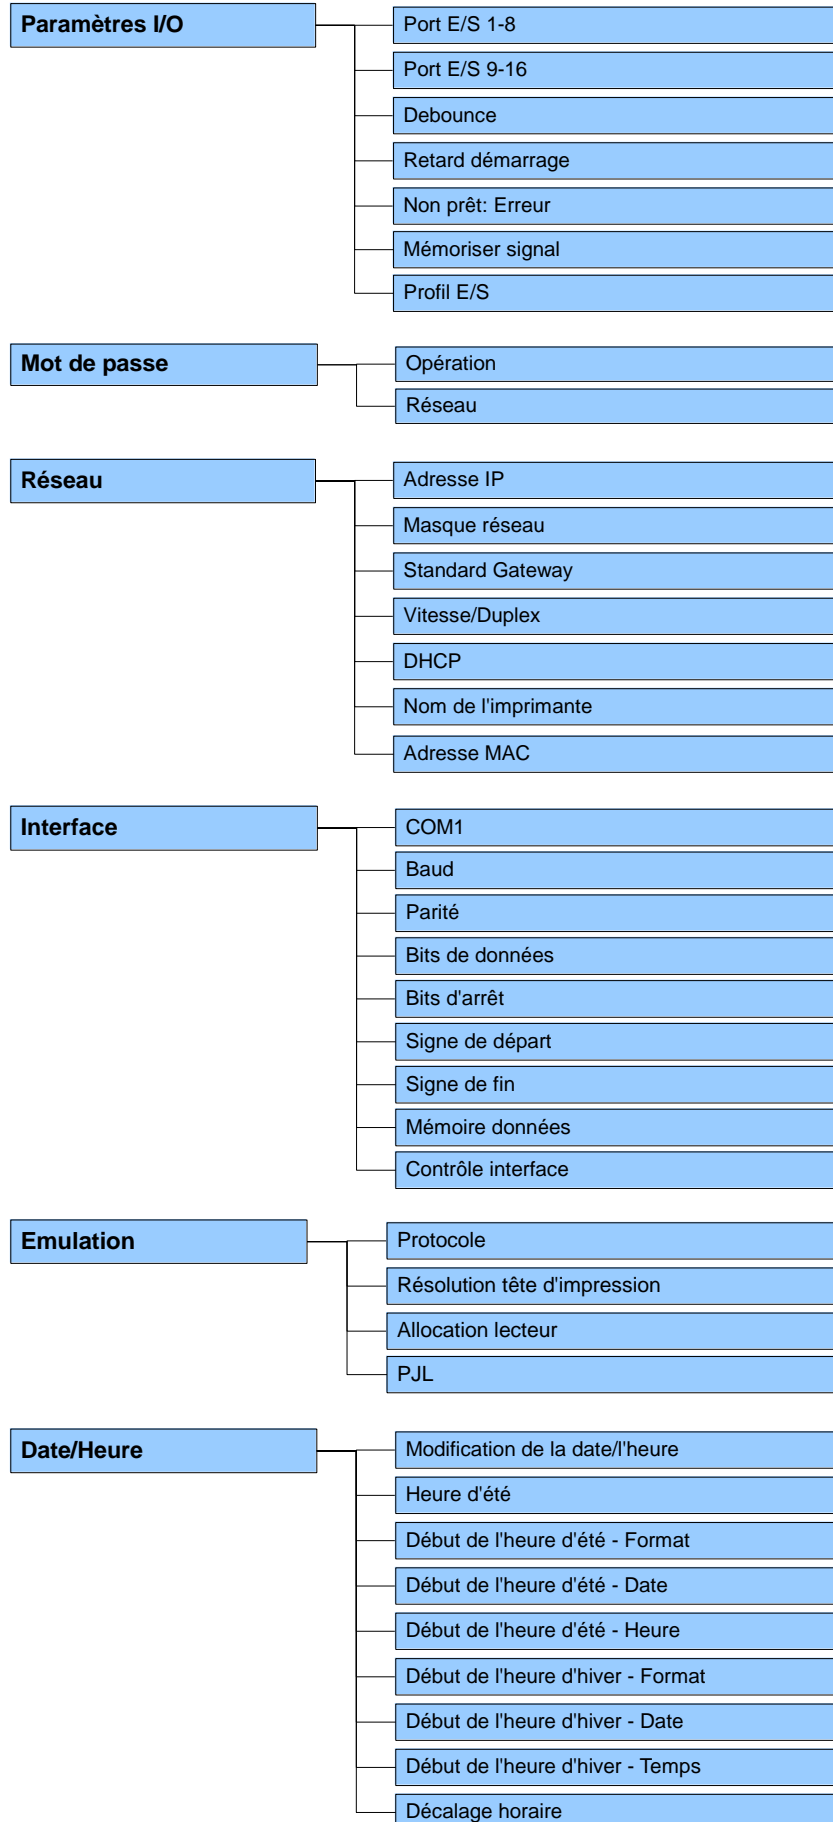 Paramètres I/O
Port E/S 1-8
Port E/S 9-16
Debounce
Retard démarrage
Non prêt: Erreur
Mémoriser signal
Profil E/S
Mot de passe
Opération
Réseau
Réseau
Adresse IP
Masque réseau
Standard Gateway
Vitesse/Duplex
DHCP
Nom de l'imprimante
Adresse MAC
Interface
COM1
Baud
Parité
Bits de données
Bits d'arrêt
Signe de départ
Signe de fin
Mémoire données
Contrôle interface
Emulation
Protocole
Résolution tête d'impression
Allocation lecteur
PJL
Date/Heure
Modification de la date/l'heure
Heure d'été
Début de l'heure d'été - Format
Début de l'heure d'été - Date
Début de l'heure d'été - Heure
Début de l'heure d'hiver - Format
Début de l'heure d'hiver - Date
Début de l'heure d'hiver - Temps
Décalage horaire